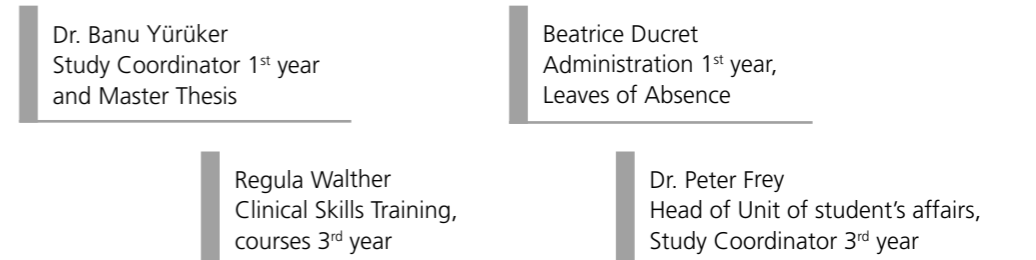 Dr. Banu Yürüker
Study Coordinator 1st year
and Master Thesis
Beatrice Ducret
Administration 1st year,
Leaves of Absence
Regula Walther
Clinical Skills Training,
courses 3rd year
Dr. Peter Frey
Head of Unit of student’s affairs,
Study Coordinator 3rd year